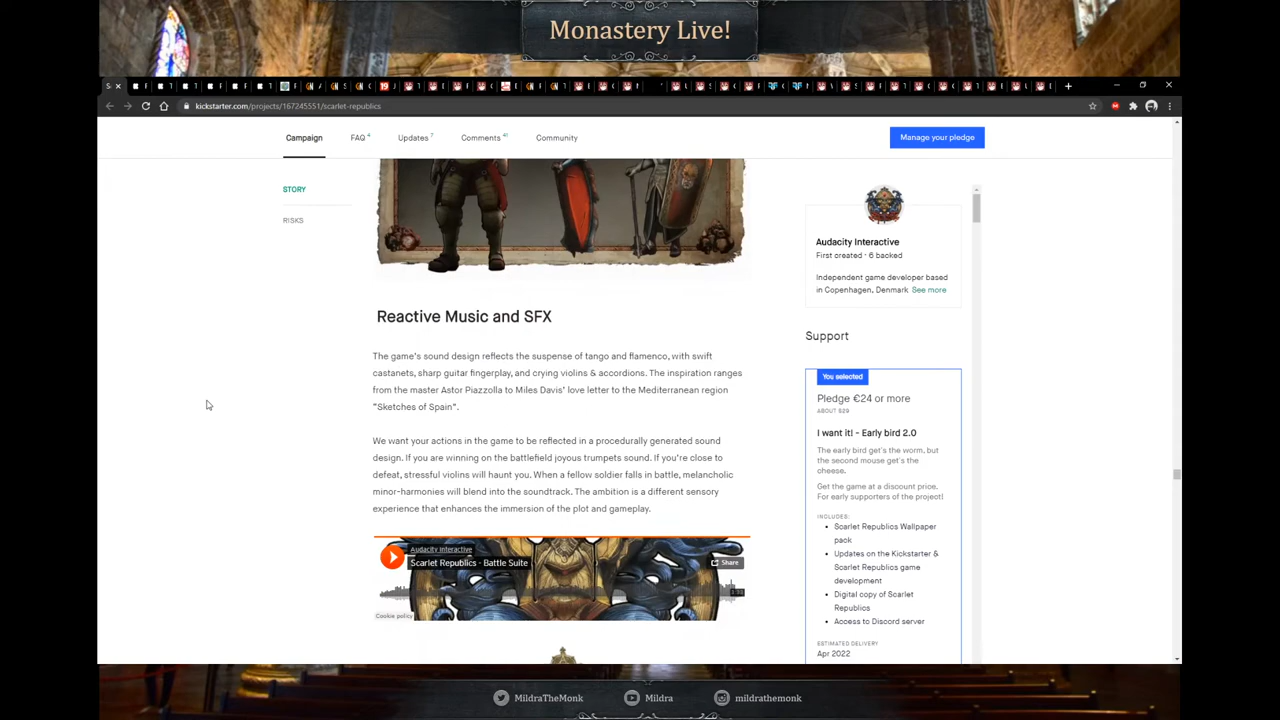 Monastery Live!
kickstarter.com/projects/167245551/scarlet-republics
Campaign
FAQ 4
Updates 7
Comments
Community
Manage your pledge
STORY
RISKS
Audacity Interactive
First created · 6 backed
Independent game developer based
in Copenhagen, Denmark See more
Support
You selected
Pledge €24 or more
ABOUT $29
I want it! - Early bird 2.0
The early bird get's the worm, but
the second mouse get's the
cheese.
Get the game at a discount price.
For early supporters of the project!
INCLUDES:
Scarlet Republics Wallpaper
pack
Updates on the Kickstarter &
Scarlet Republics game
development
Digital copy of Scarlet
Republics
Access to Discord server
ESTIMATED DELIVERY
Apr 2022
Reactive Music and SFX
The game's sound design reflects the suspense of tango and flamenco, with swift
castanets, sharp guitar fingerplay, and crying violins & accordions. The inspiration ranges
from the master Astor Piazzolla to Miles Davis' love letter to the Mediterranean region
"Sketches of Spain".
We want your actions in the game to be reflected in a procedurally generated sound
design. If you are winning on the battlefield joyous trumpets sound. If you're close to
defeat, stressful violins will haunt you. When a fellow soldier falls in battle, melancholic
minor-harmonies will blend into the soundtrack. The ambition is a different sensory
experience that enhances the immersion of the plot and gameplay.
Audacity Interactive
Scarlet Republics - Battle Suite
Share
Cookie policy
MildraTheMonk
Mildra
mildrathemonk